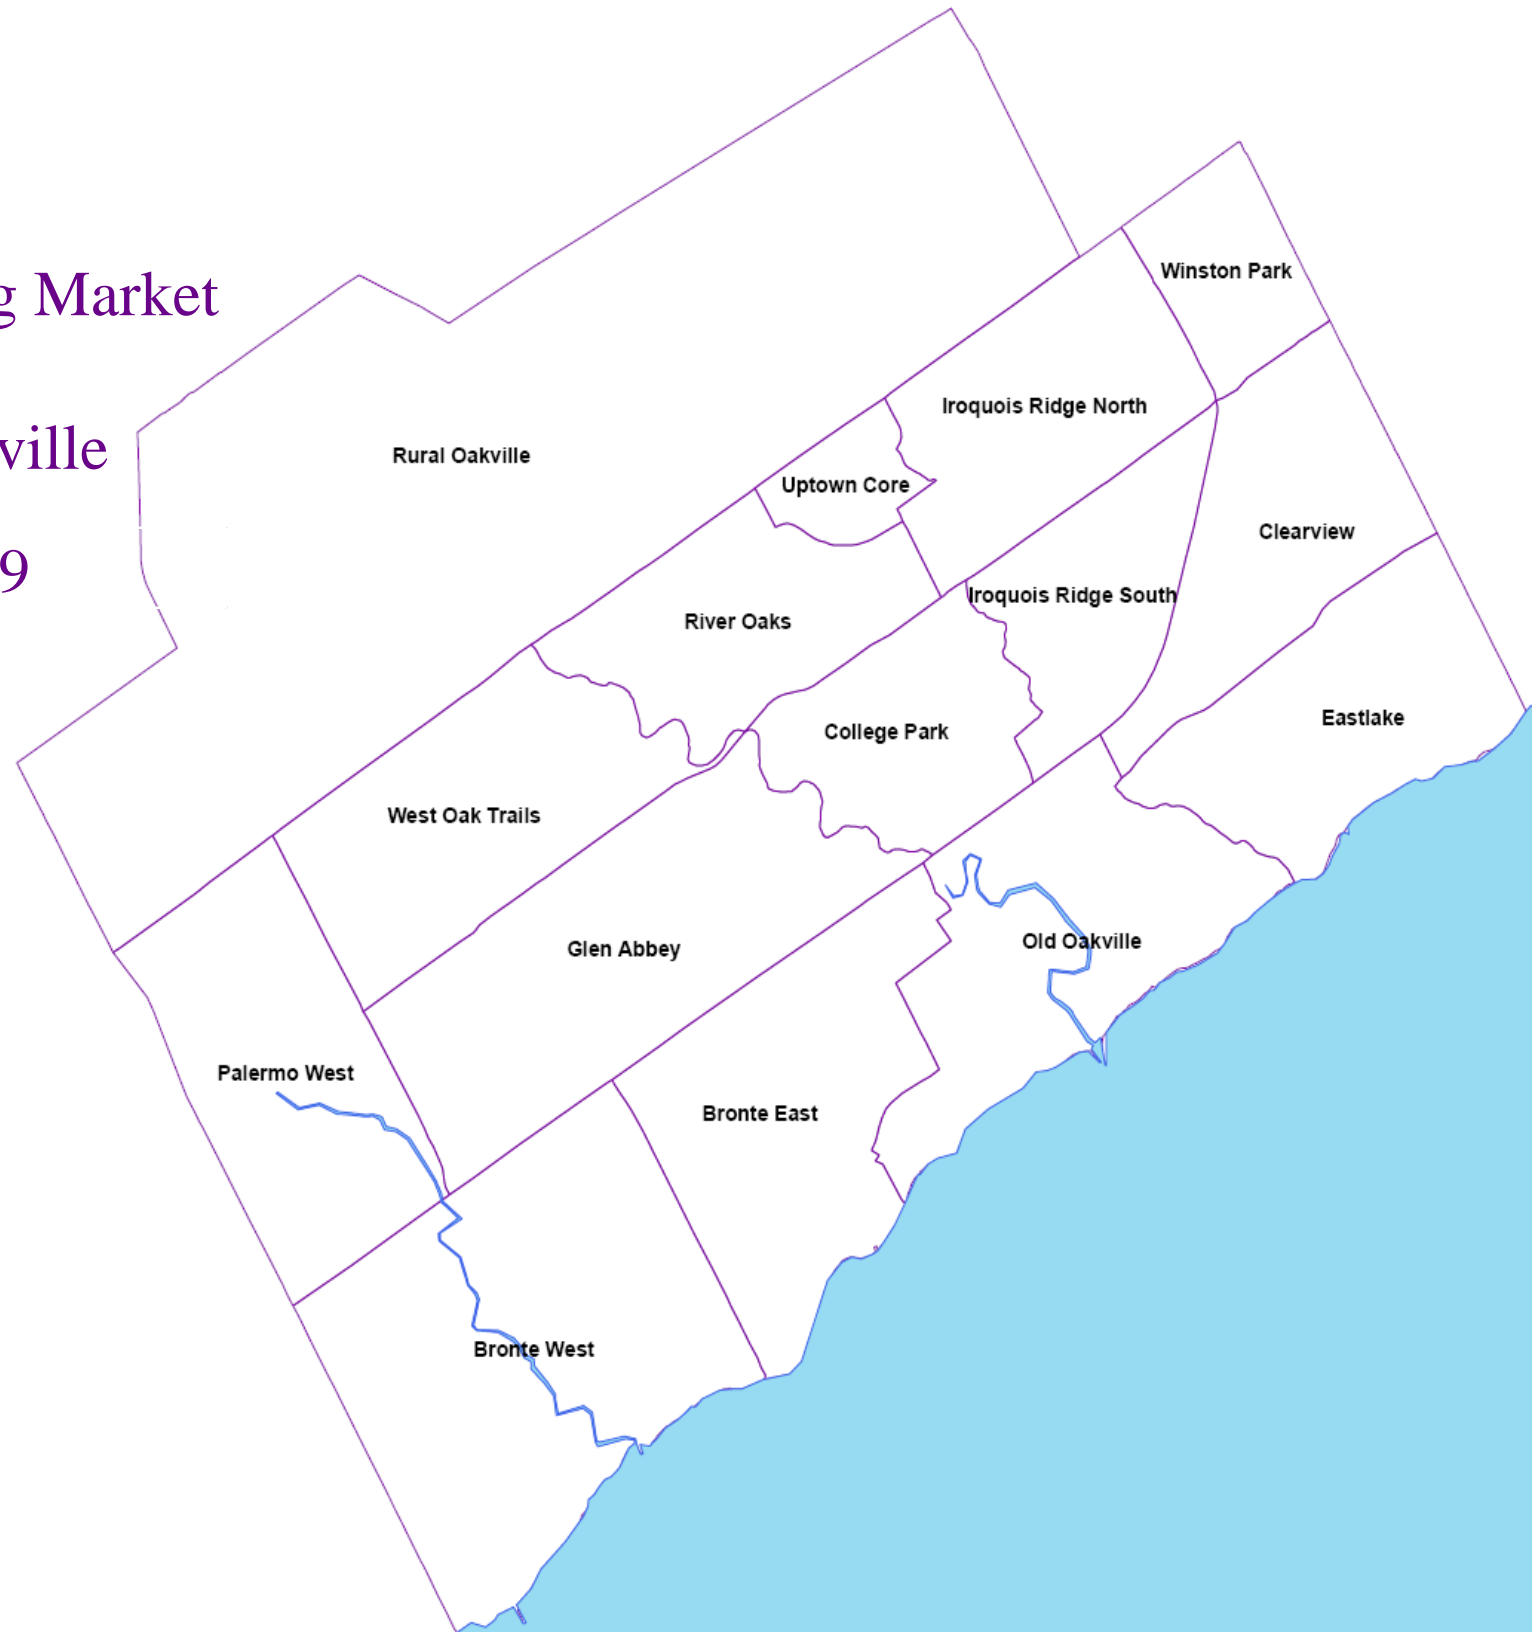 g Market
ville
9
Winston Park
Iroquois Ridge North
Rural Oakville
Uptown Core
Clearview
Iroquois Ridge South
River Oaks
Eastlake
College Park
West Oak Trails
Old Oakville
Glen Abbey
Palermo West
Bronte East
Bronte West